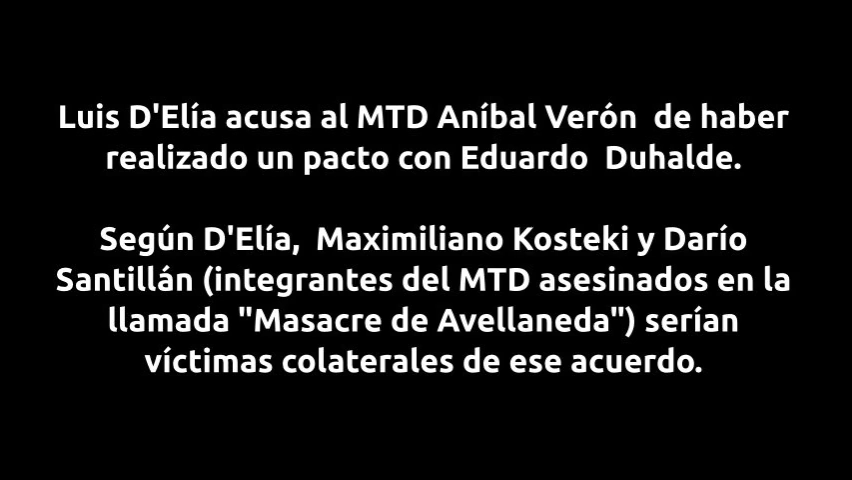 Luis D'Elía acusa al MTD Aníbal Verón  de haber
realizado un pacto con Eduardo  Duhalde.
Según D'Elía,  Maximiliano Kosteki y Darío
Santillán (integrantes del MTD asesinados en la
llamada "Masacre de Avellaneda") serían
víctimas colaterales de ese acuerdo.